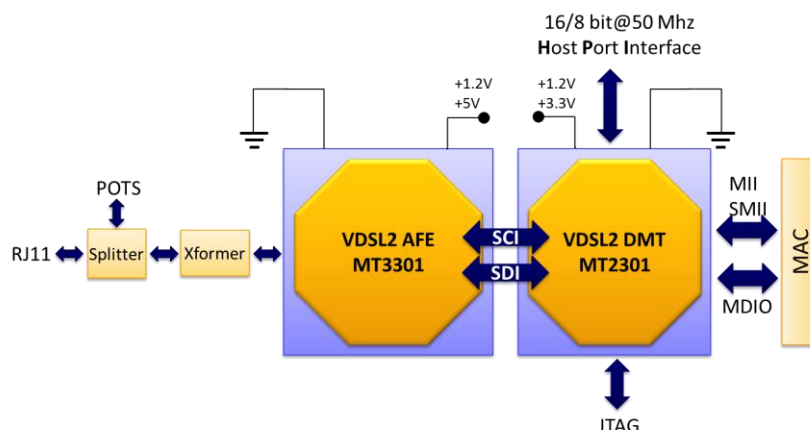 16/8 bit@50 Mhz
Host Port Interface
+1.2V
+5V
+1.2V
+3.3V
POTS
RJ11
Splitter
Xformer
VDSL2 AFE
MT3301
SCI
SDI
VDSL2 DMT
MT2301
MII
SMII
MDIO
MAC
JTAG